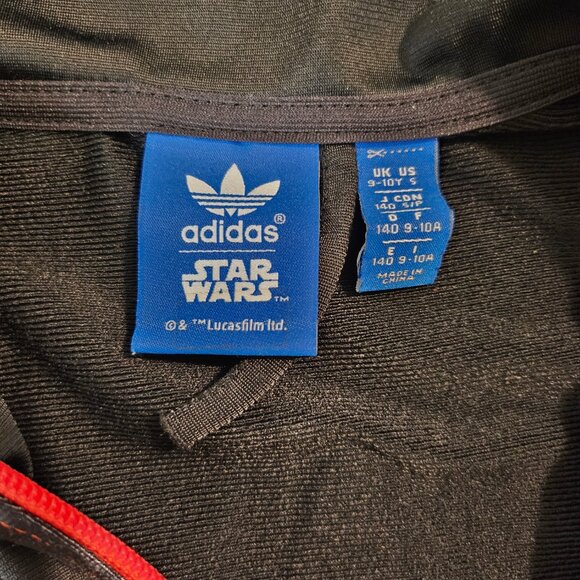 adidas®
STAR
WARS™
©& ™Lucasfilm ltd.
UK US
9-10Y S
J CDN
140 S/P
D F
140 9-10A
E I
140 9-10A
MADE IN
CHINA